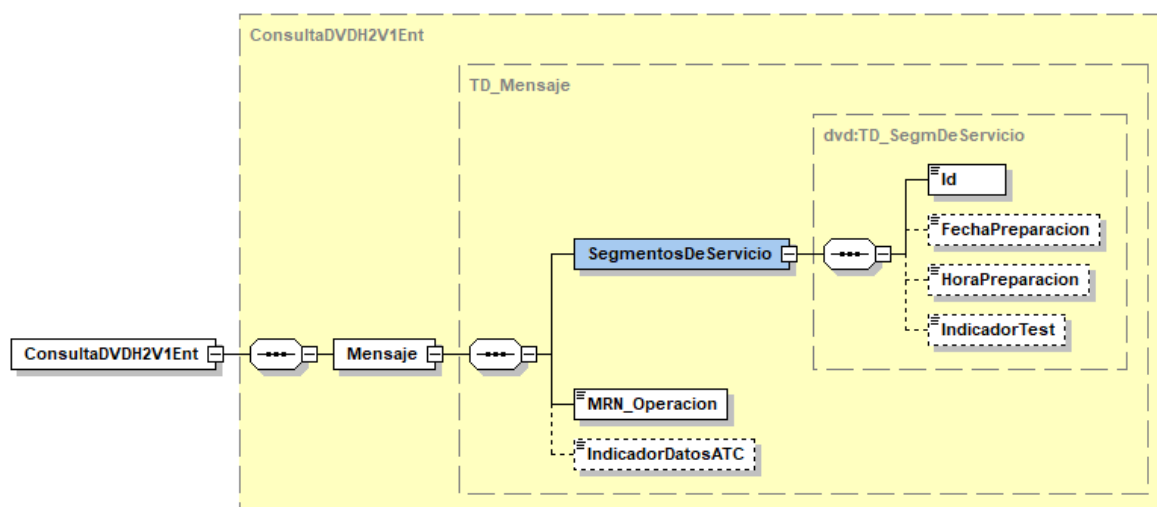 ConsultaDVDH2V1Ent
TD_Mensaje
dvd:TD_SegmDeServicio
Id
FechaPreparacion
SegmentosDeServicio
HoraPreparacion
IndicadorTest
ConsultaDVDH2V1Ent
Mensaje
MRN_Operacion
IndicadorDatosATC